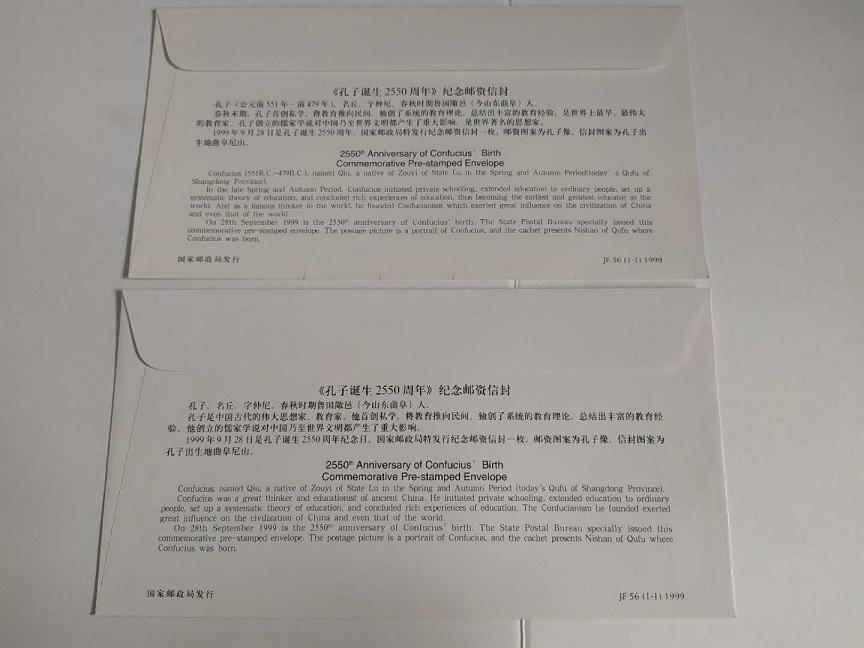 《孔子诞生2550周年》纪念邮资信封
孔子（公元前551年—前479年），名丘，字仲尼，春秋时期鲁国陬邑（今山东曲阜）人。
春秋末期，孔子首创私学，将教育推向民间，独创了系统的教育理论，总结出丰富的教育经验，是世界上最早、最伟大
的教育家。孔子创立的儒家学说对中国乃至世界文明都产生了重大影响，是世界著名的思想家。
1999年9月28日是孔子诞生2550周年，国家邮政局特发行纪念邮资信封一枚。邮资图案为孔子像，信封图案为孔子出
生地曲阜尼山。
2550th Anniversary of Confucius' Birth
Commemorative Pre-stamped Envelope
Confucius (551B.C.—479B.C.), named Qiu, a native of Zouyi of State Lu in the Spring and Autumn Period(today's Qufu of
Shangdong Province).
In the late Spring and Autumn Period, Confucius initiated private schooling, extended education to ordinary people, set up a
systematic theory of education, and concluded rich experiences of education, thus becoming the earliest and greatest educator in the
world. And as a famous thinker in the world, he founded Confucianism which exerted great influence on the civilization of China
and even that of the world.
On 28th September 1999 is the 2550th anniversary of Confucius' birth. The State Postal Bureau specially issued this
commemorative pre-stamped envelope. The postage picture is a portrait of Confucius, and the cachet presents Nishan of Qufu where
Confucius was born.
国家邮政局发行
JF 56 (1-1) 1999
《孔子诞生2550周年》纪念邮资信封
孔子，名丘，字仲尼，春秋时期鲁国陬邑（今山东曲阜）人。
孔子是中国古代的伟大思想家、教育家。他首创私学，将教育推向民间，独创了系统的教育理论，总结出丰富的教育经
验。他创立的儒家学说对中国乃至世界文明都产生了重大影响。
1999年9月28日是孔子诞生2550周年纪念日，国家邮政局特发行纪念邮资信封一枚。邮资图案为孔子像，信封图案为
孔子出生地曲阜尼山。
2550th Anniversary of Confucius' Birth
Commemorative Pre-stamped Envelope
Confucius, named Qiu, a native of Zouyi of State Lu in the Spring and Autumn Period (today's Qufu of Shangdong Province).
Confucius was a great thinker and educationist of ancient China. He initiated private schooling, extended education to ordinary
people, set up a systematic theory of education, and concluded rich experiences of education. The Confucianism he founded exerted
great influence on the civilization of China and even that of the world.
On 28th September 1999 is the 2550th anniversary of Confucius' birth. The State Postal Bureau specially issued this
commemorative pre-stamped envelope. The postage picture is a portrait of Confucius, and the cachet presents Nishan of Qufu where
Confucius was born.
国家邮政局发行
JF 56 (1-1) 1999